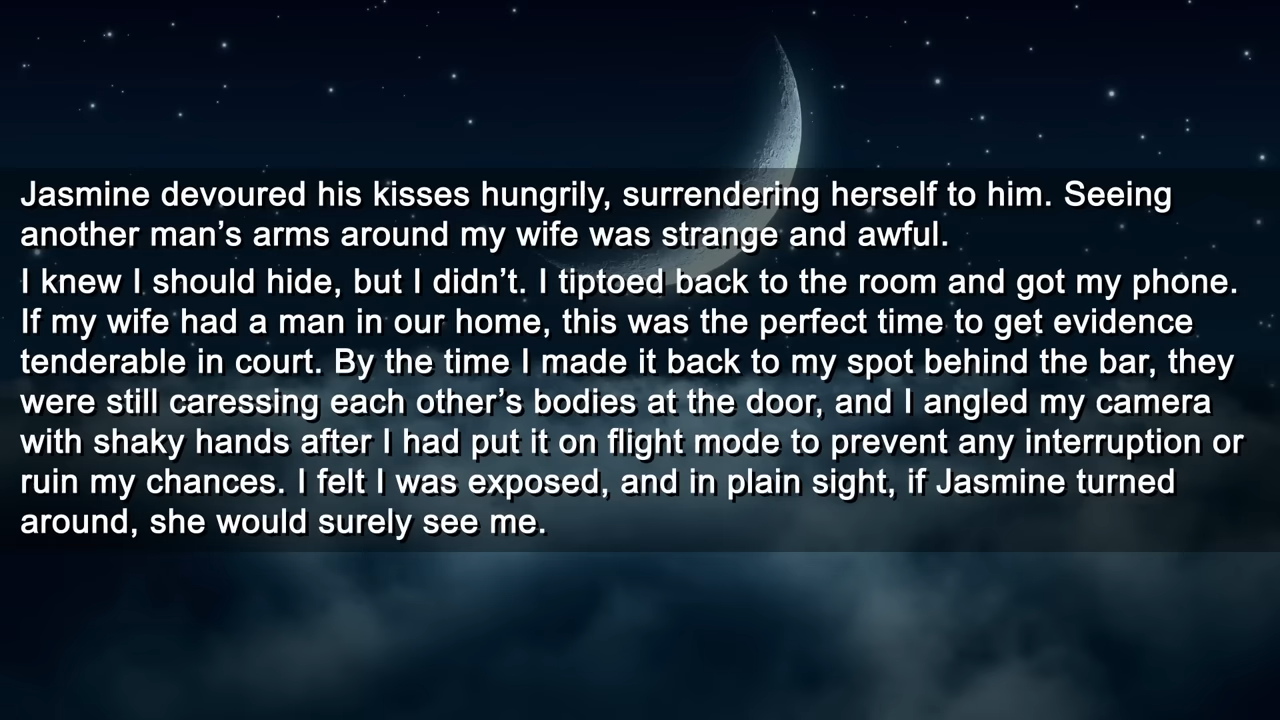 Jasmine devoured his kisses hungrily, surrendering herself to him. Seeing
another man’s arms around my wife was strange and awful.
I knew I should hide, but I didn’t. I tiptoed back to the room and got my phone.
If my wife had a man in our home, this was the perfect time to get evidence
tenderable in court. By the time I made it back to my spot behind the bar, they
were still caressing each other’s bodies at the door, and I angled my camera
with shaky hands after I had put it on flight mode to prevent any interruption or
ruin my chances. I felt I was exposed, and in plain sight, if Jasmine turned
around, she would surely see me.